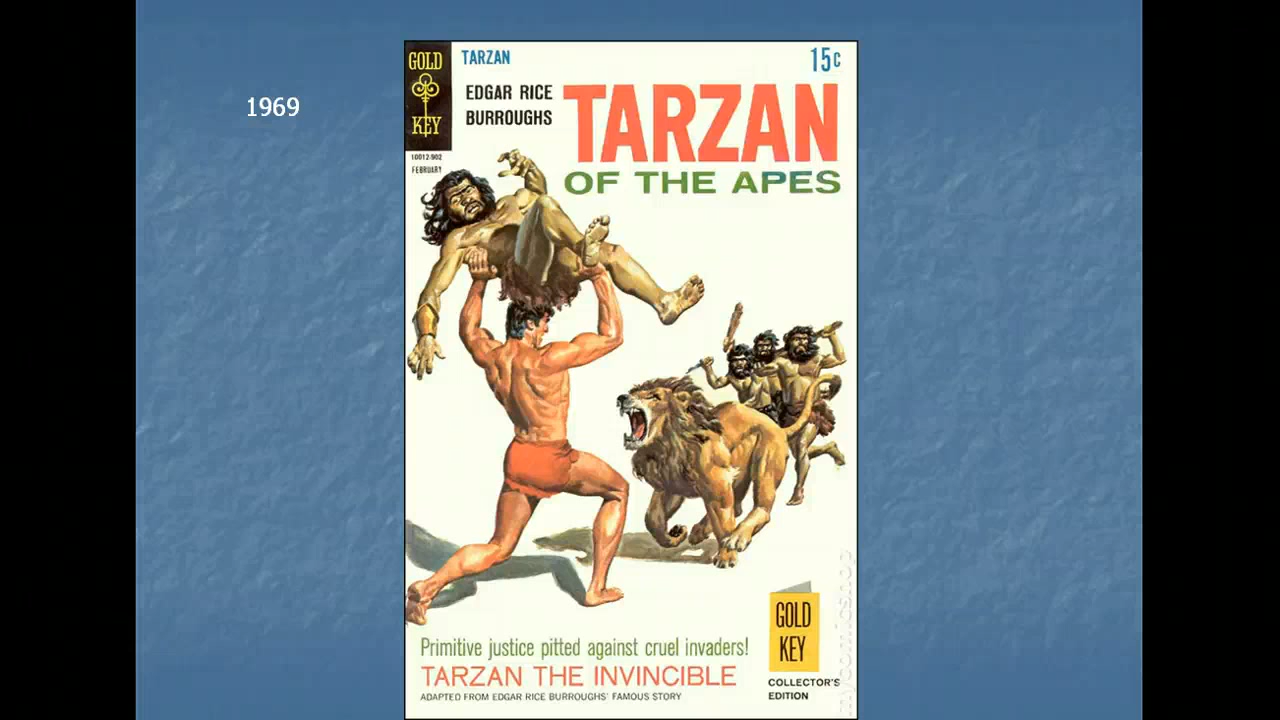 1969
GOLD
KEY
10012-902
FEBRUARY
TARZAN
15¢
EDGAR RICE
BURROUGHS
TARZAN
OF THE APES
Primitive justice pitted against cruel invaders!
TARZAN THE INVINCIBLE
ADAPTED FROM EDGAR RICE BURROUGHS' FAMOUS STORY
GOLD
KEY
COLLECTOR'S
EDITION
mycomicshop